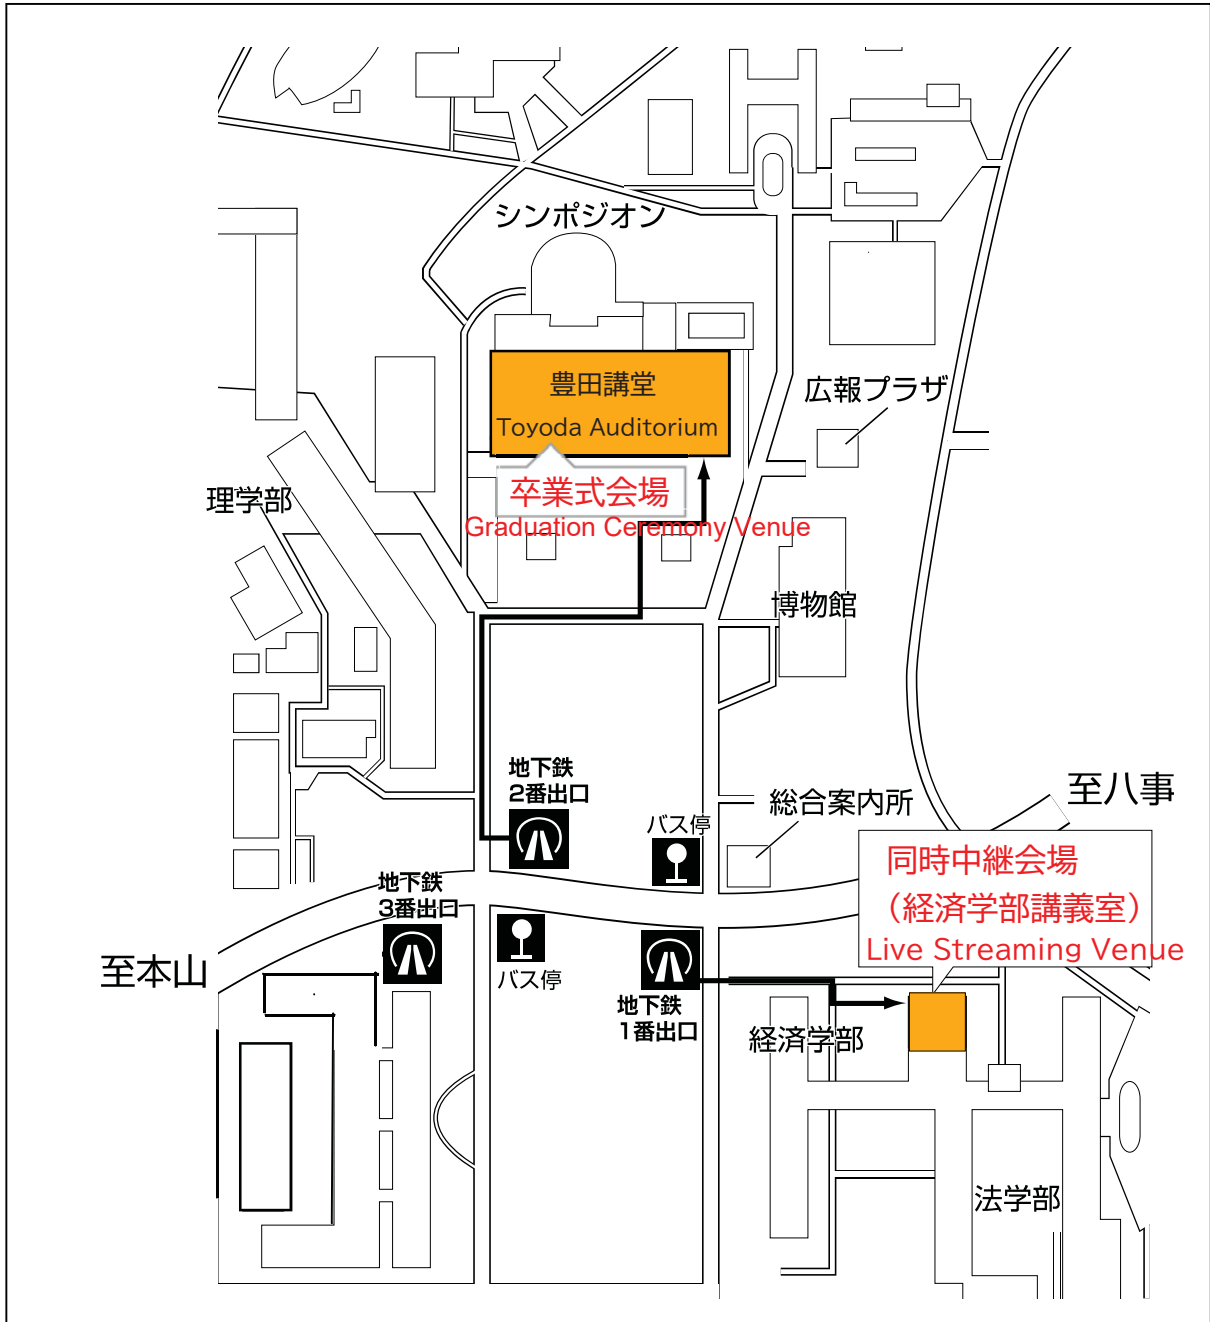 シンポジオン
豊田講堂
Toyoda Auditorium
広報プラザ
卒業式会場
Graduation Ceremony Venue
理学部
博物館
地下鉄
2番出口
バス停
総合案内所
至八事
同時中継会場
（経済学部講義室）
Live Streaming Venue
地下鉄
3番出口
至本山
バス停
地下鉄
1番出口
経済学部
法学部